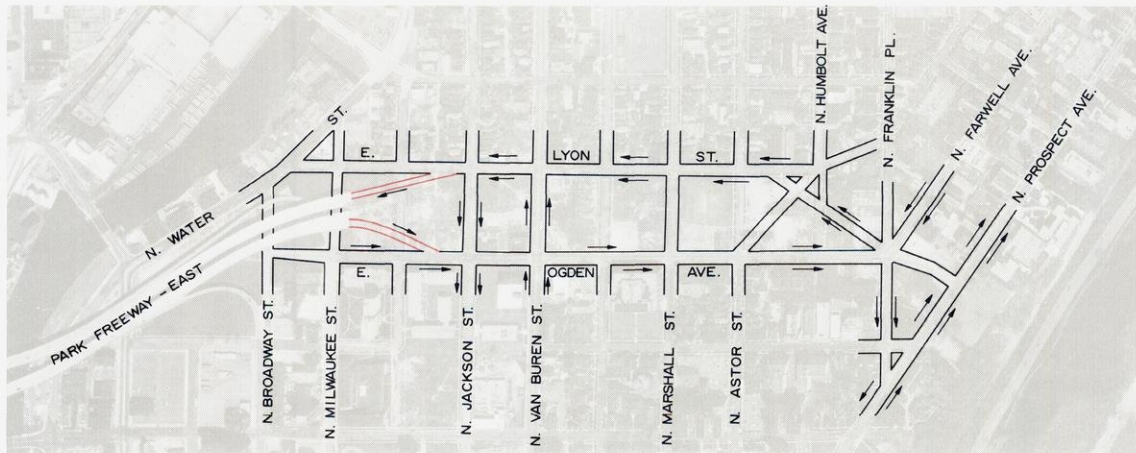 N. HUMBOLT AVE.
N. FRANKLIN PL.
N. FARWELL AVE.
N. PROSPECT AVE.
N. WATER ST.
E. LYON ST.
E. OGDEN AVE.
PARK FREEWAY - EAST
N. BROADWAY ST.
N. MILWAUKEE ST.
N. JACKSON ST.
N. VAN BUREN ST.
N. MARSHALL ST.
N. ASTOR ST.